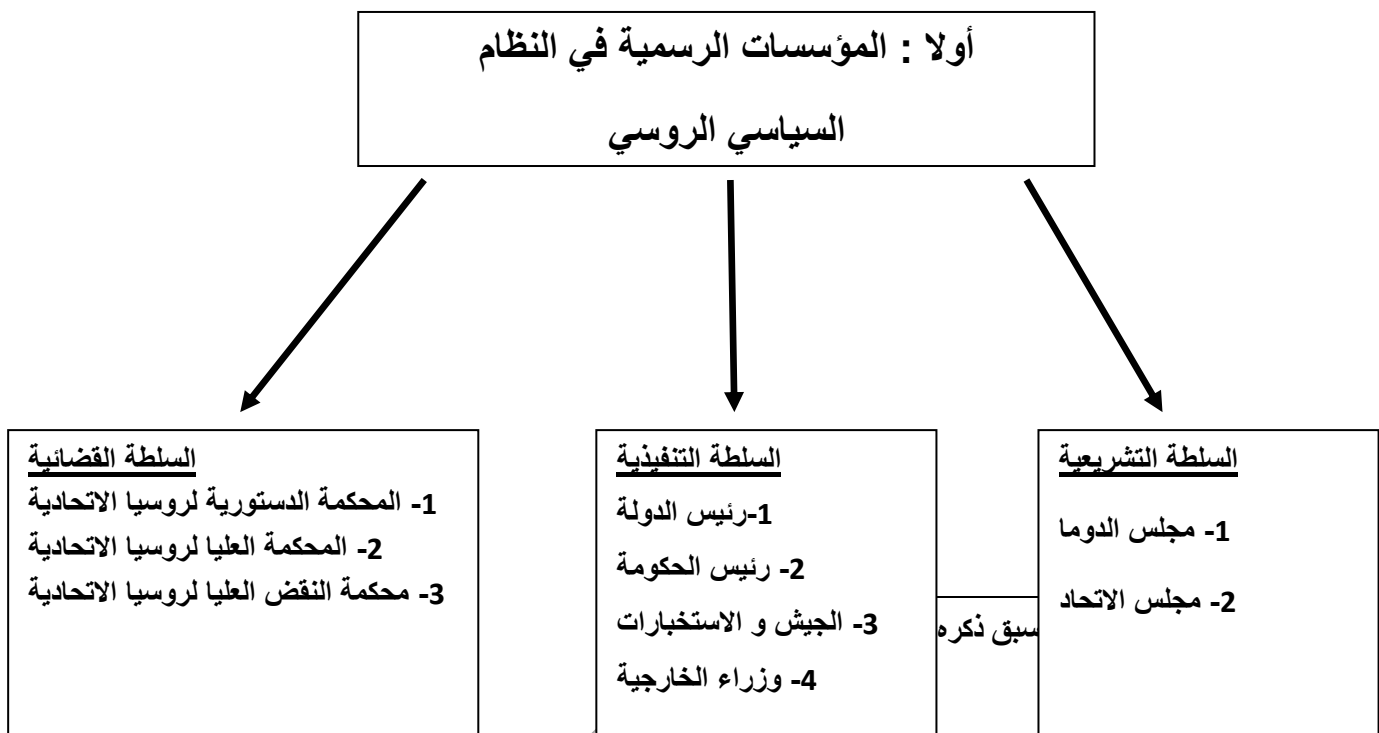 أولا : المؤسسات الرسمية في النظام
السياسي الروسي
السلطة التشريعية
1- مجلس الدوما
2- مجلس الاتحاد
السلطة التنفيذية
1-رئيس الدولة
2- رئيس الحكومة
3- الجيش و الاستخبارات
4- وزراء الخارجية
السلطة القضائية
1- المحكمة الدستورية لروسيا الاتحادية
2- المحكمة العليا لروسيا الاتحادية
3- محكمة النقض العليا لروسيا الاتحادية
سبق ذكره